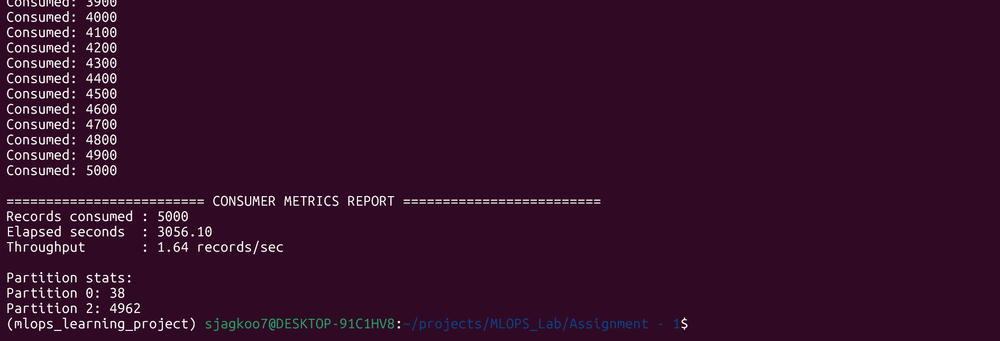 Consumed: 3900
Consumed: 4000
Consumed: 4100
Consumed: 4200
Consumed: 4300
Consumed: 4400
Consumed: 4500
Consumed: 4600
Consumed: 4700
Consumed: 4800
Consumed: 4900
Consumed: 5000
========================= CONSUMER METRICS REPORT =========================
Records consumed : 5000
Elapsed seconds  : 3056.10
Throughput       : 1.64 records/sec
Partition stats:
Partition 0: 38
Partition 2: 4962
(mlops_learning_project) sjagkoo7@DESKTOP-91C1HV8:~/projects/MLOPS_Lab/Assignment - 1$